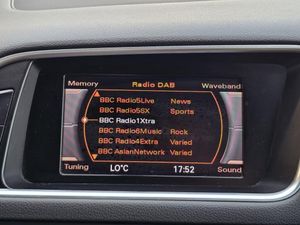 Memory Radio DAB Waveband
BBC Radio5Live News
BBC Radio5SX Sports
BBC Radio1Xtra
BBC Radio6Music Rock
BBC Radio4Extra Varied
BBC AsianNetwork Varied
Tuning LO°C 17:52 Sound